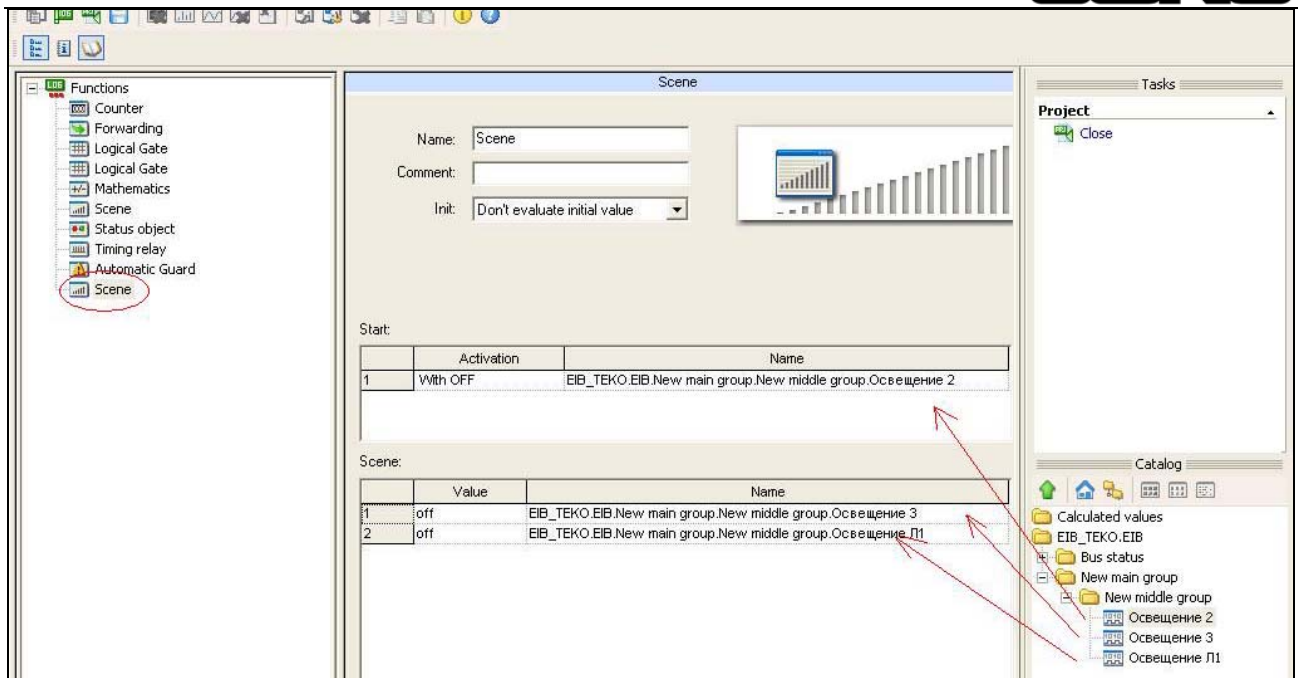 Functions
Counter
Forwarding
Logical Gate
Logical Gate
Mathematics
Scene
Status object
Timing relay
Automatic Guard
Scene
Scene
Name: Scene
Comment:
Init: Don't evaluate initial value
Start:
Activation Name
1 With OFF EIB_TEKO.EIB.New main group.New middle group.Освещение 2
Scene:
Value Name
1 off EIB_TEKO.EIB.New main group.New middle group.Освещение 3
2 off EIB_TEKO.EIB.New main group.New middle group.Освещение Л1
Tasks
Project
Close
Catalog
Calculated values
EIB_TEKO.EIB
Bus status
New main group
New middle group
Освещение 2
Освещение 3
Освещение Л1